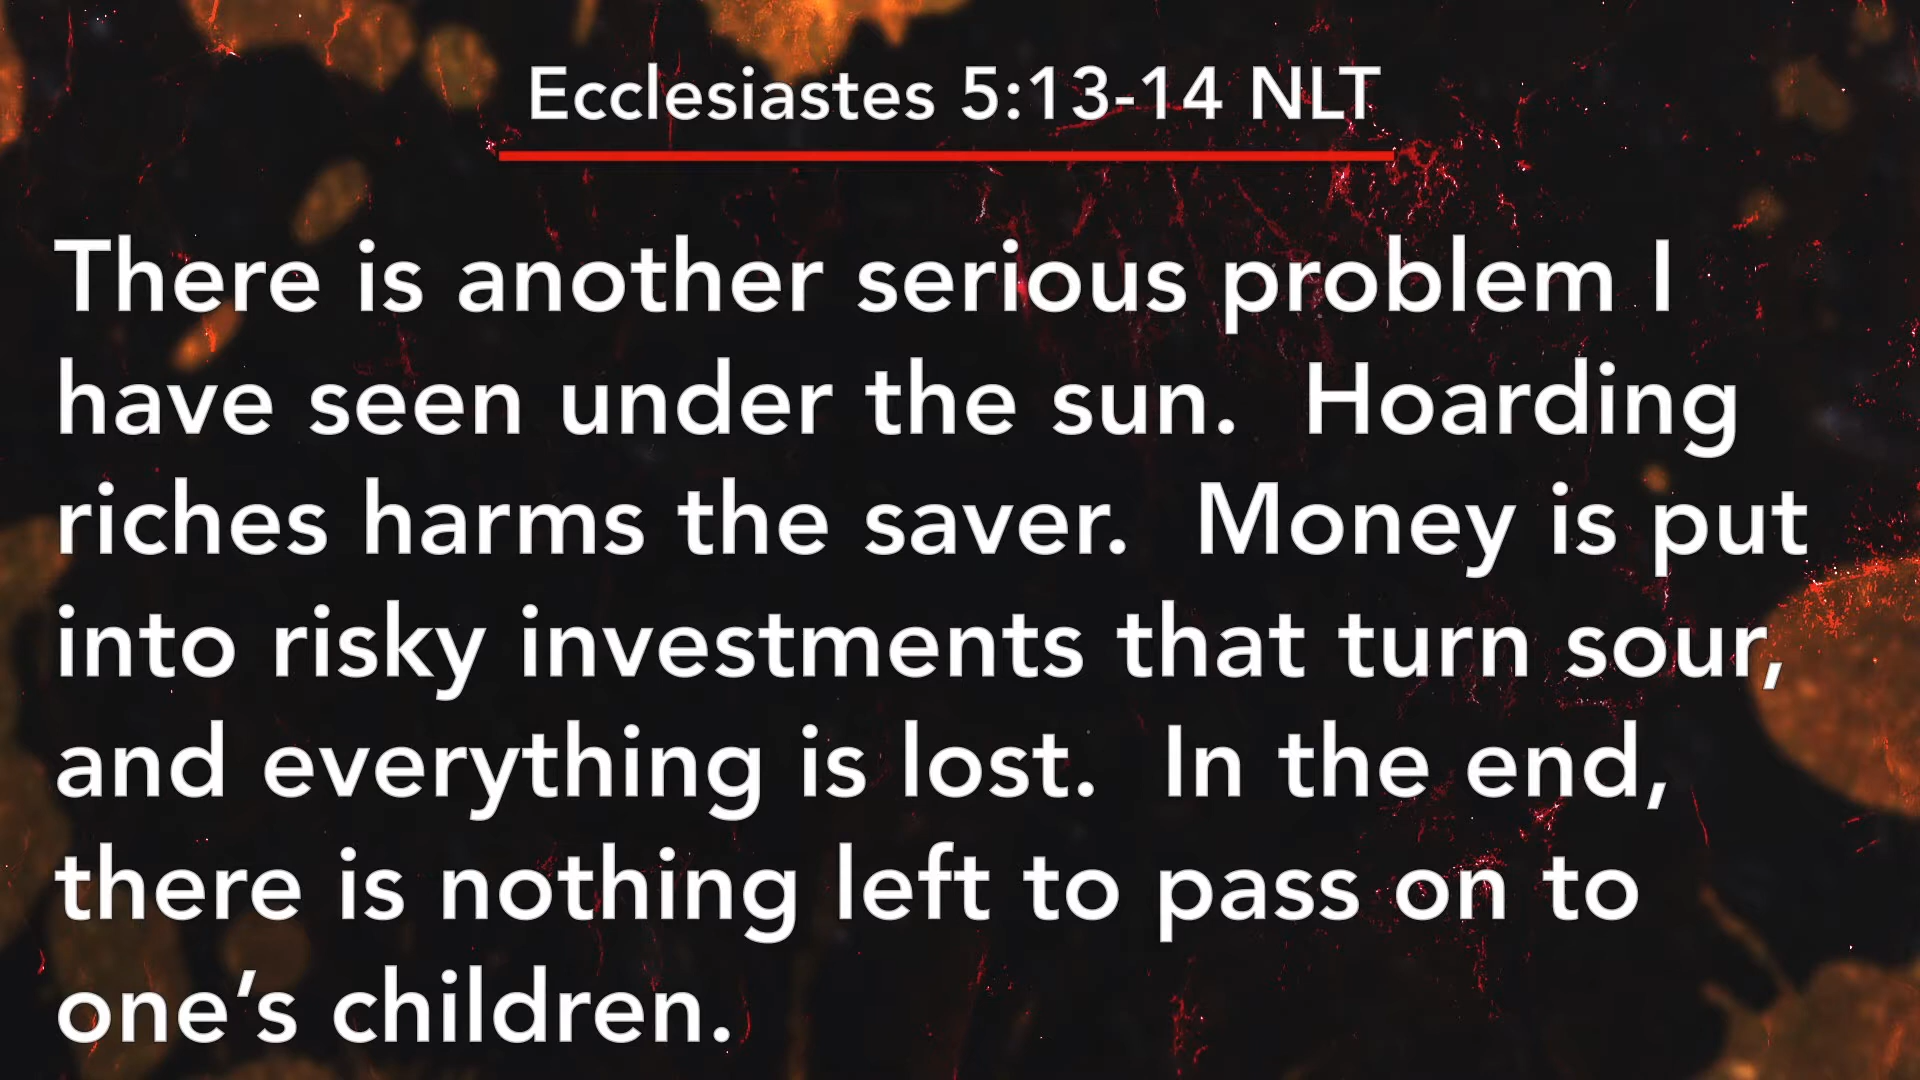 Ecclesiastes 5:13-14 NLT
There is another serious problem I
have seen under the sun.  Hoarding
riches harms the saver.  Money is put
into risky investments that turn sour,
and everything is lost.  In the end,
there is nothing left to pass on to
one’s children.